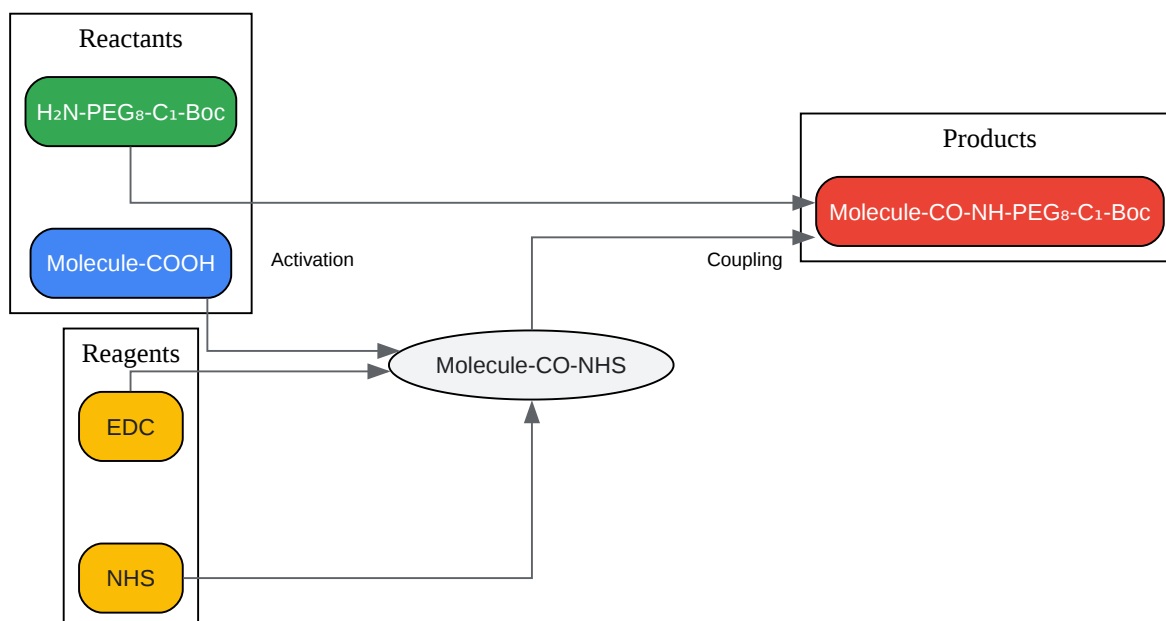 Reactants
H₂N-PEG₈-C₁-Boc
Molecule-COOH
Activation
Reagents
EDC
NHS
Molecule-CO-NHS
Coupling
Products
Molecule-CO-NH-PEG₈-C₁-Boc